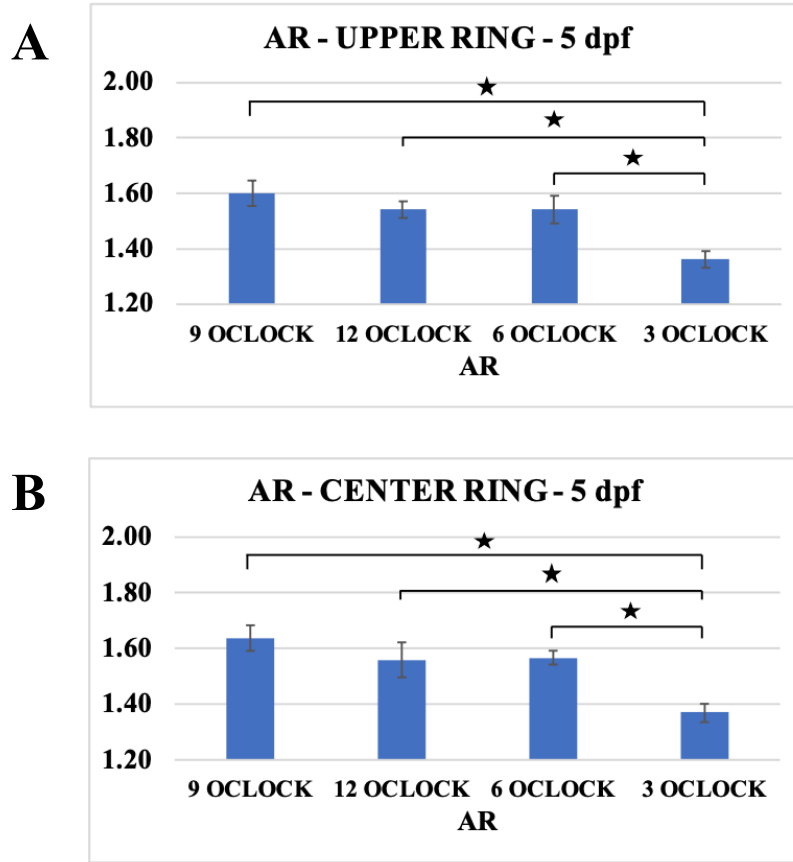 A
AR - UPPER RING - 5 dpf
2.00
1.80
1.60
1.40
1.20
9 OCLOCK 12 OCLOCK 6 OCLOCK 3 OCLOCK
AR
B
AR - CENTER RING - 5 dpf
2.00
1.80
1.60
1.40
1.20
9 OCLOCK 12 OCLOCK 6 OCLOCK 3 OCLOCK
AR